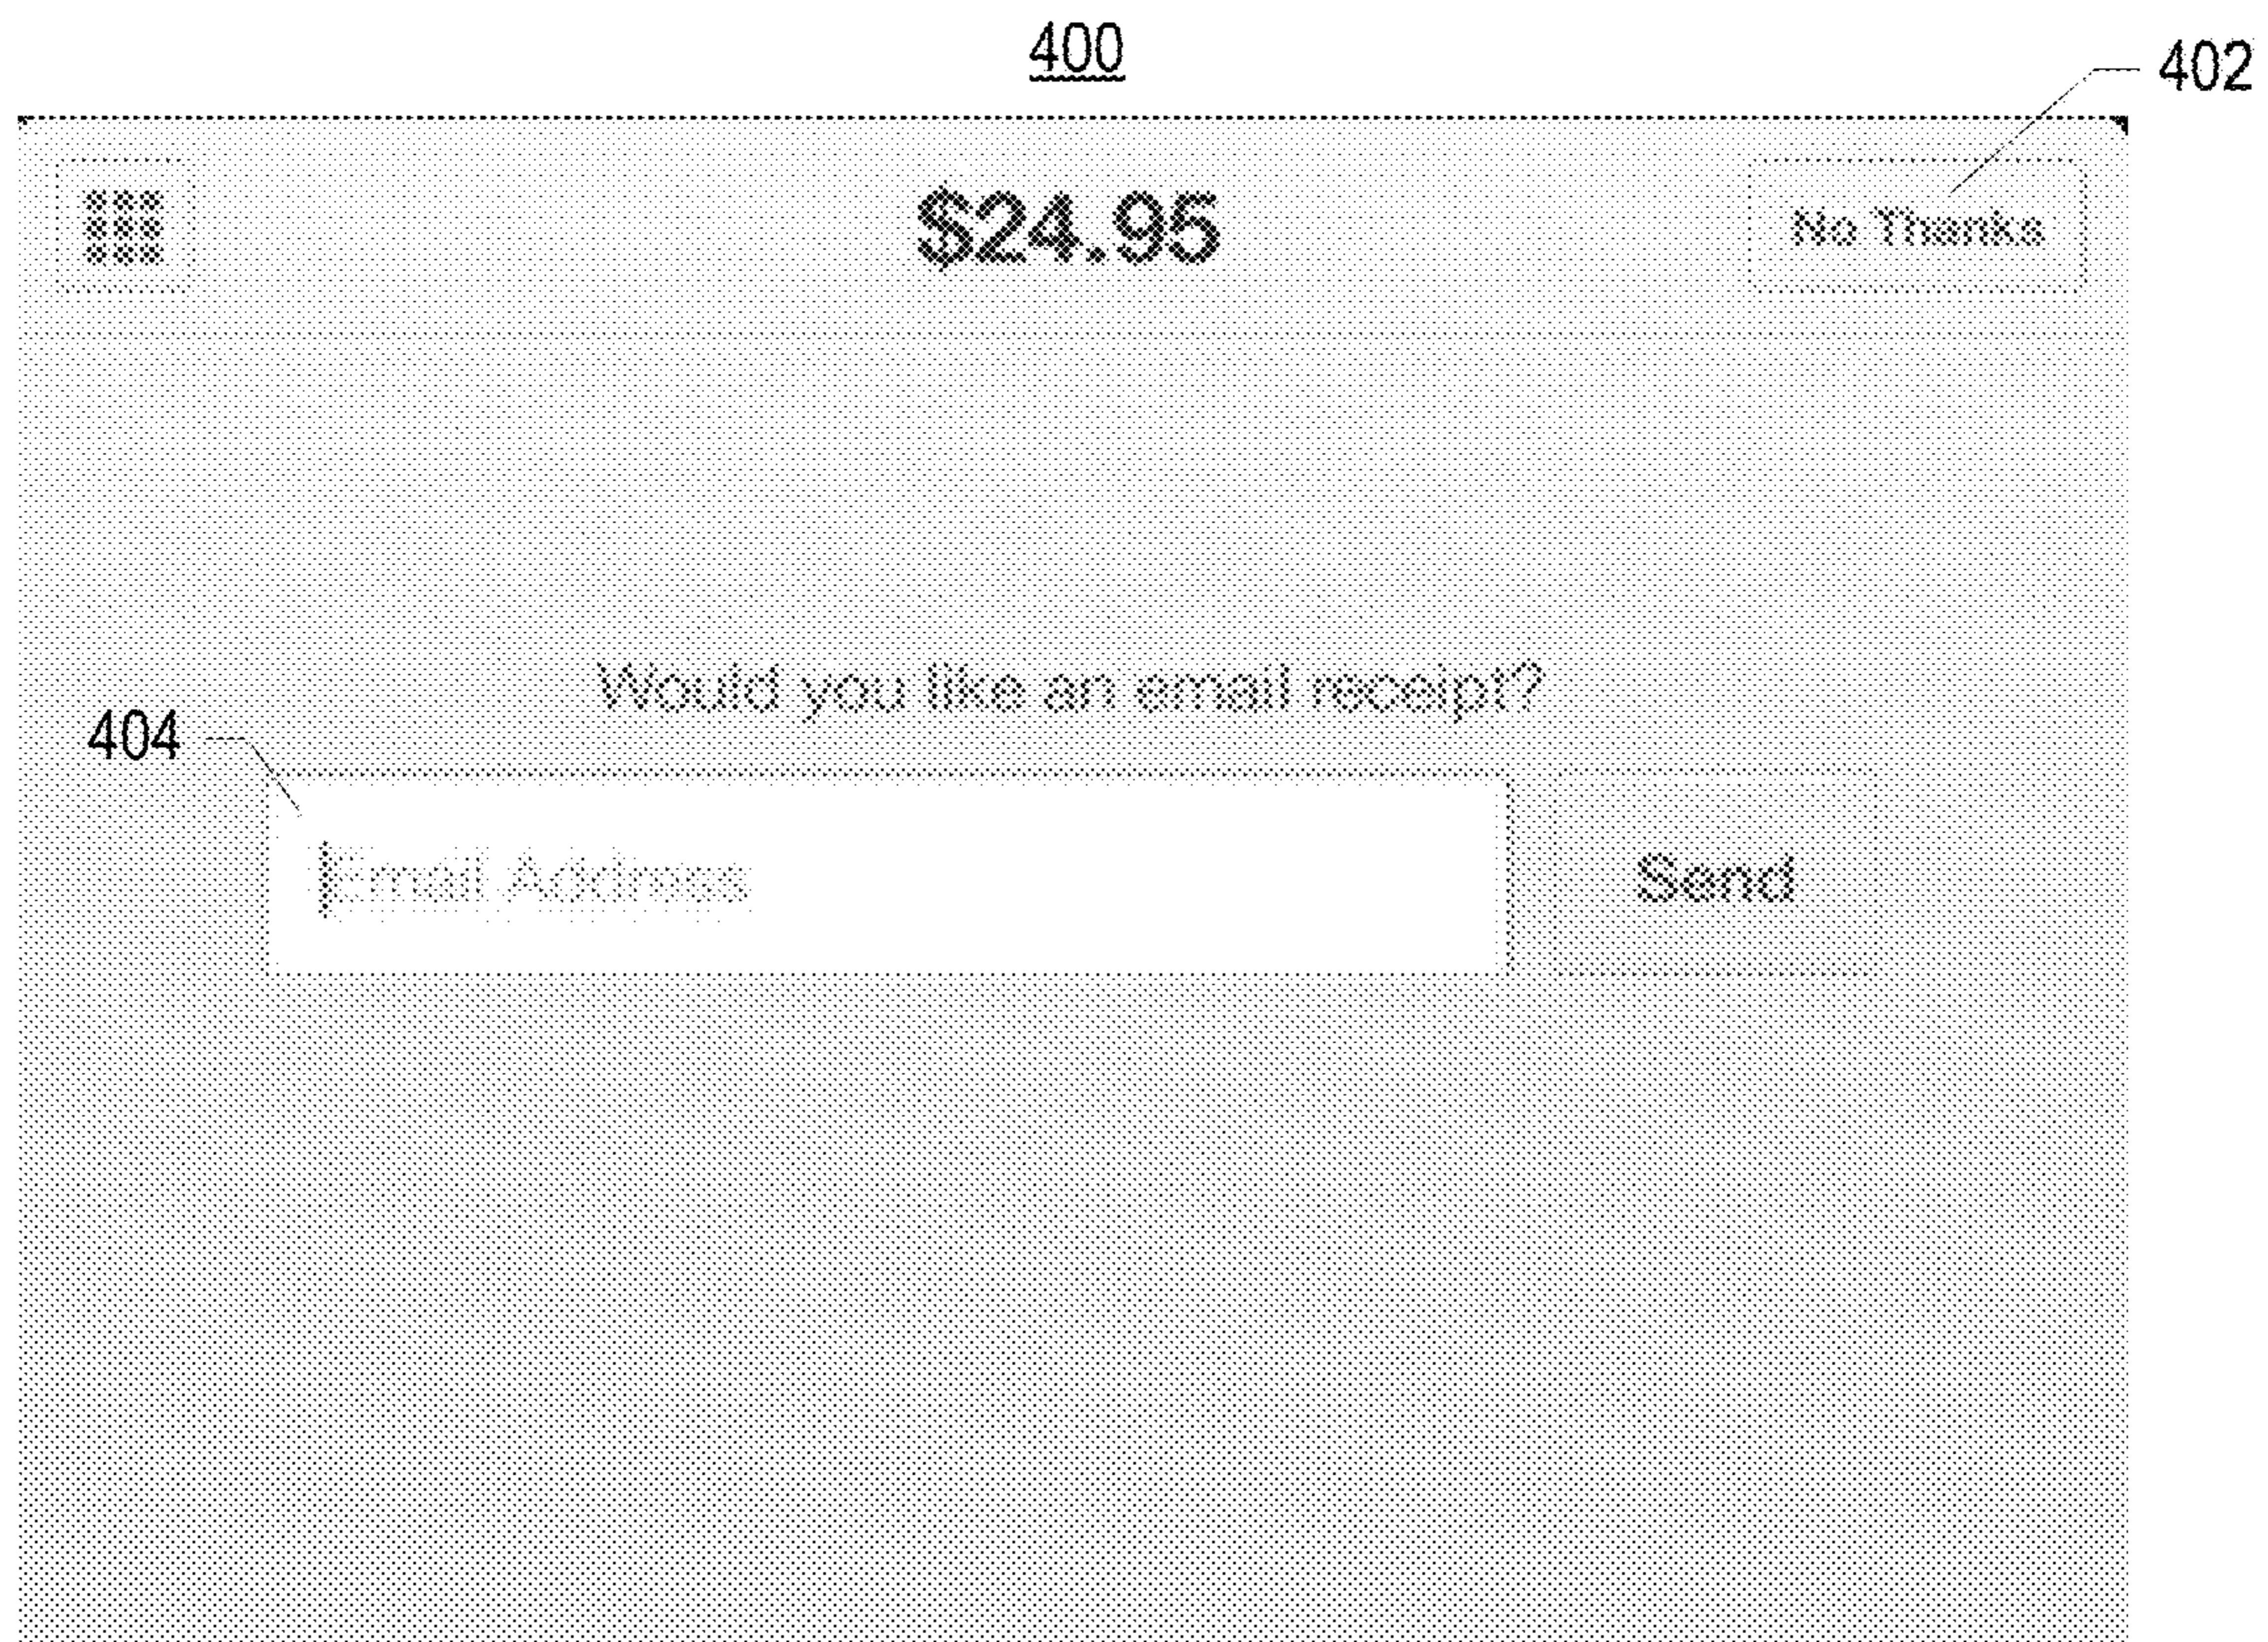 400
402
$24.95
No Thanks
Would you like an email receipt?
404
Email Address
Send